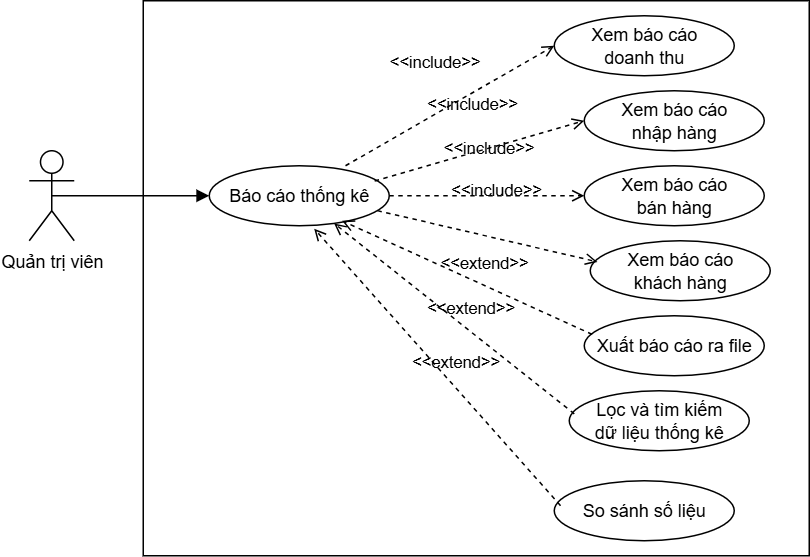 Xem báo cáo
doanh thu
<<include>>
<<include>>
Xem báo cáo
nhập hàng
<<include>>
Báo cáo thống kê
<<include>>
Xem báo cáo
bán hàng
Quản trị viên
<<extend>>
Xem báo cáo
khách hàng
<<extend>>
Xuất báo cáo ra file
<<extend>>
Lọc và tìm kiếm
dữ liệu thống kê
So sánh số liệu